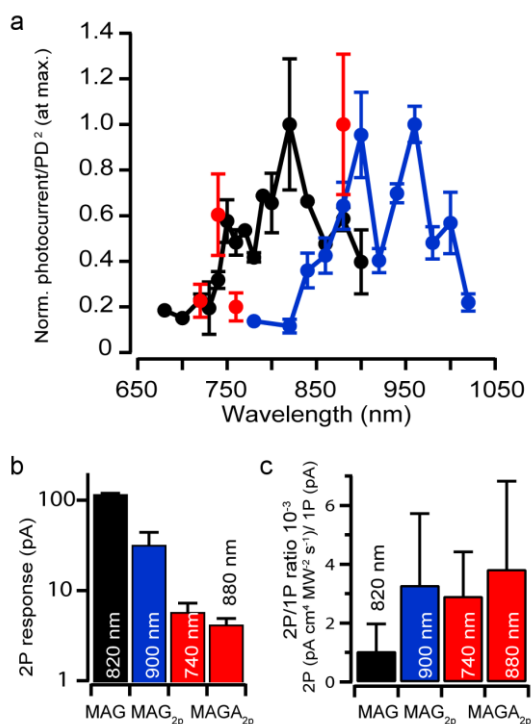 a
Norm. photocurrent/PD² (at max.)
1.4
1.2
1.0
0.8
0.6
0.4
0.2
0
650
750
850
950
1050
Wavelength (nm)
b
2P response (pA)
100
10
1
820 nm
900 nm
740 nm
880 nm
MAG MAG₂ₚ MAGA₂ₚ
c
2P/1P ratio 10⁻³
2P (pA cm⁴ MW⁻² s⁻¹)/ 1P (pA)
6
4
2
0
820 nm
900 nm
740 nm
880 nm
MAG MAG₂ₚ MAGA₂ₚ